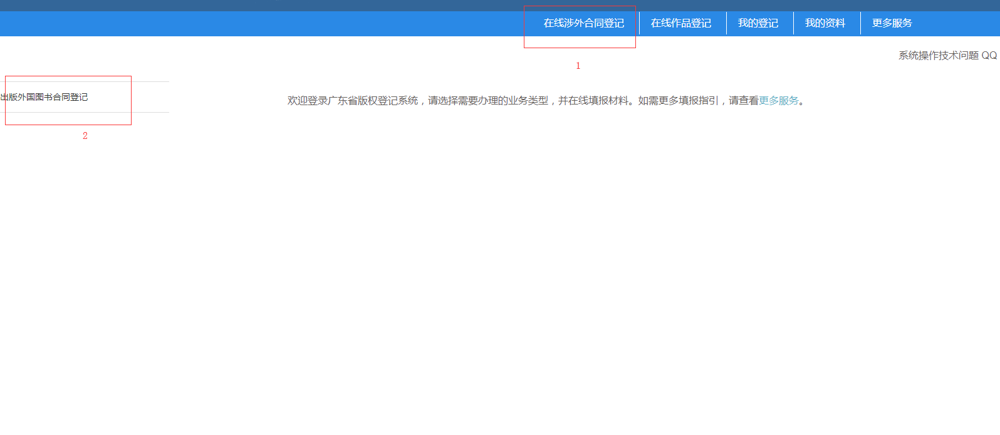 在线涉外合同登记 在线作品登记 我的登记 我的资料 更多服务
系统操作技术问题 QQ
1
出版外国图书合同登记
欢迎登录广东省版权登记系统，请选择需要办理的业务类型，并在线填报材料。如需更多填报指引，请查看更多服务。
2